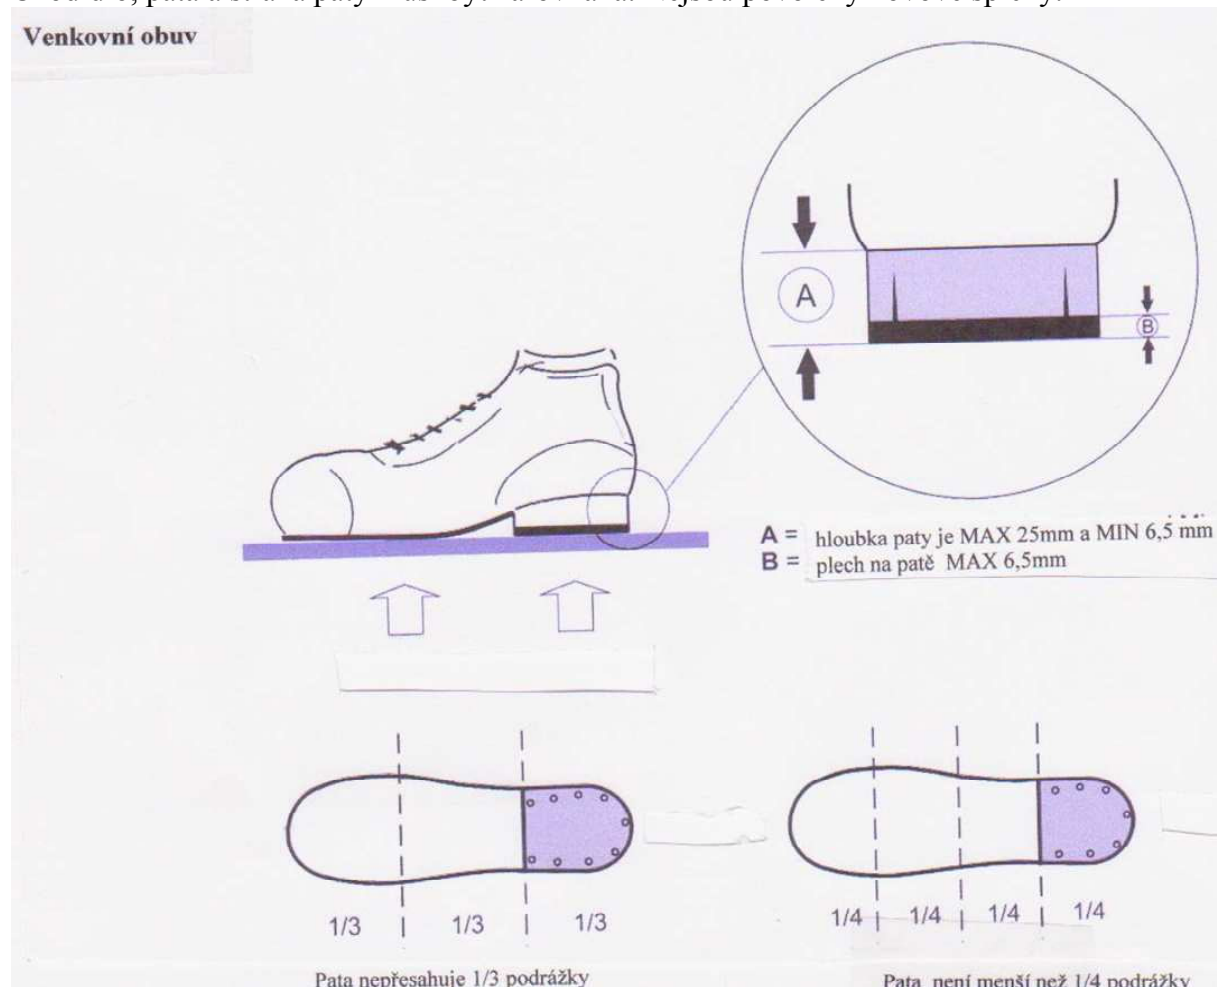 Venkovní obuv
A
B
A = hloubka paty je MAX 25mm a MIN 6,5 mm
B = plech na patě MAX 6,5mm
1/3 1/3 1/3
1/4 1/4 1/4 1/4
Pata nepřesahuje 1/3 podrážky
Pata není menší než 1/4 podrážky